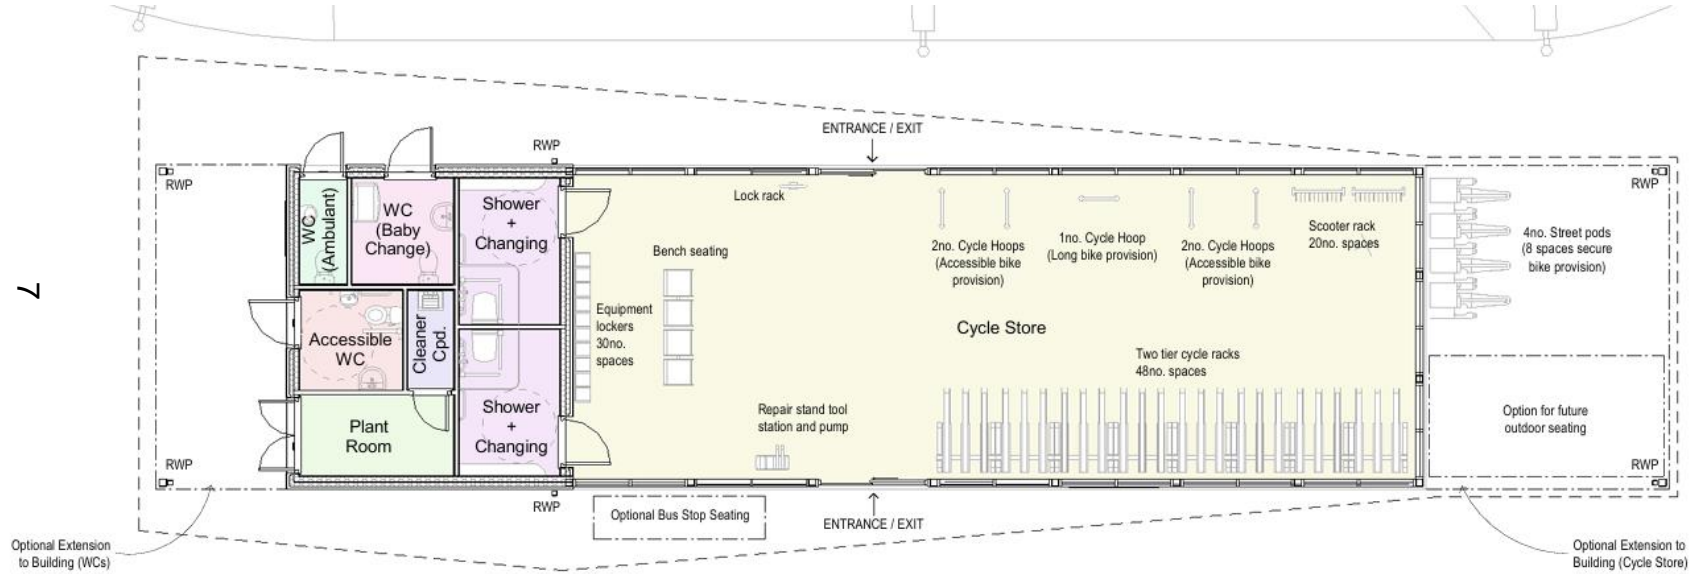 ENTRANCE / EXIT
RWP
RWP
WC
(Ambulant)
WC
(Baby
Change)
Shower
+
Changing
Lock rack
Bench seating
2no. Cycle Hoops
(Accessible bike
provision)
1no. Cycle Hoop
(Long bike provision)
2no. Cycle Hoops
(Accessible bike
provision)
Scooter rack
20no. spaces
RWP
4no. Street pods
(8 spaces secure
bike provision)
7
Accessible
WC
Cleaner
Cpd.
Equipment
lockers
30no.
spaces
Cycle Store
Two tier cycle racks
48no. spaces
Plant
Room
Shower
+
Changing
Repair stand tool
station and pump
Option for future
outdoor seating
RWP
RWP
RWP
Optional Bus Stop Seating
ENTRANCE / EXIT
Optional Extension
to Building (WCs)
Optional Extension to
Building (Cycle Store)